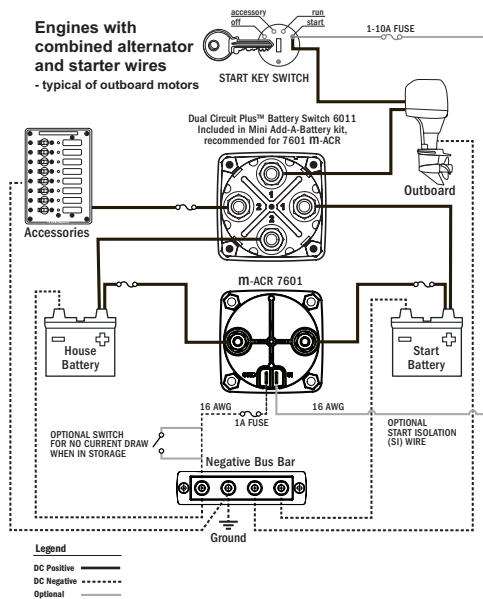 Engines with
combined alternator
and starter wires
- typical of outboard motors
accessory
off
run
start
1-10A FUSE
START KEY SWITCH
Dual Circuit Plus™ Battery Switch 6011
Included in Mini Add-A-Battery kit,
recommended for 7601 m-ACR
Outboard
1
2
1
2
Accessories
m-ACR 7601
House
Battery
Start
Battery
GND
SI
16 AWG
1A FUSE
16 AWG
OPTIONAL SWITCH
FOR NO CURRENT DRAW
WHEN IN STORAGE
OPTIONAL
START ISOLATION
(SI) WIRE
Negative Bus Bar
Ground
Legend
DC Positive
DC Negative
Optional